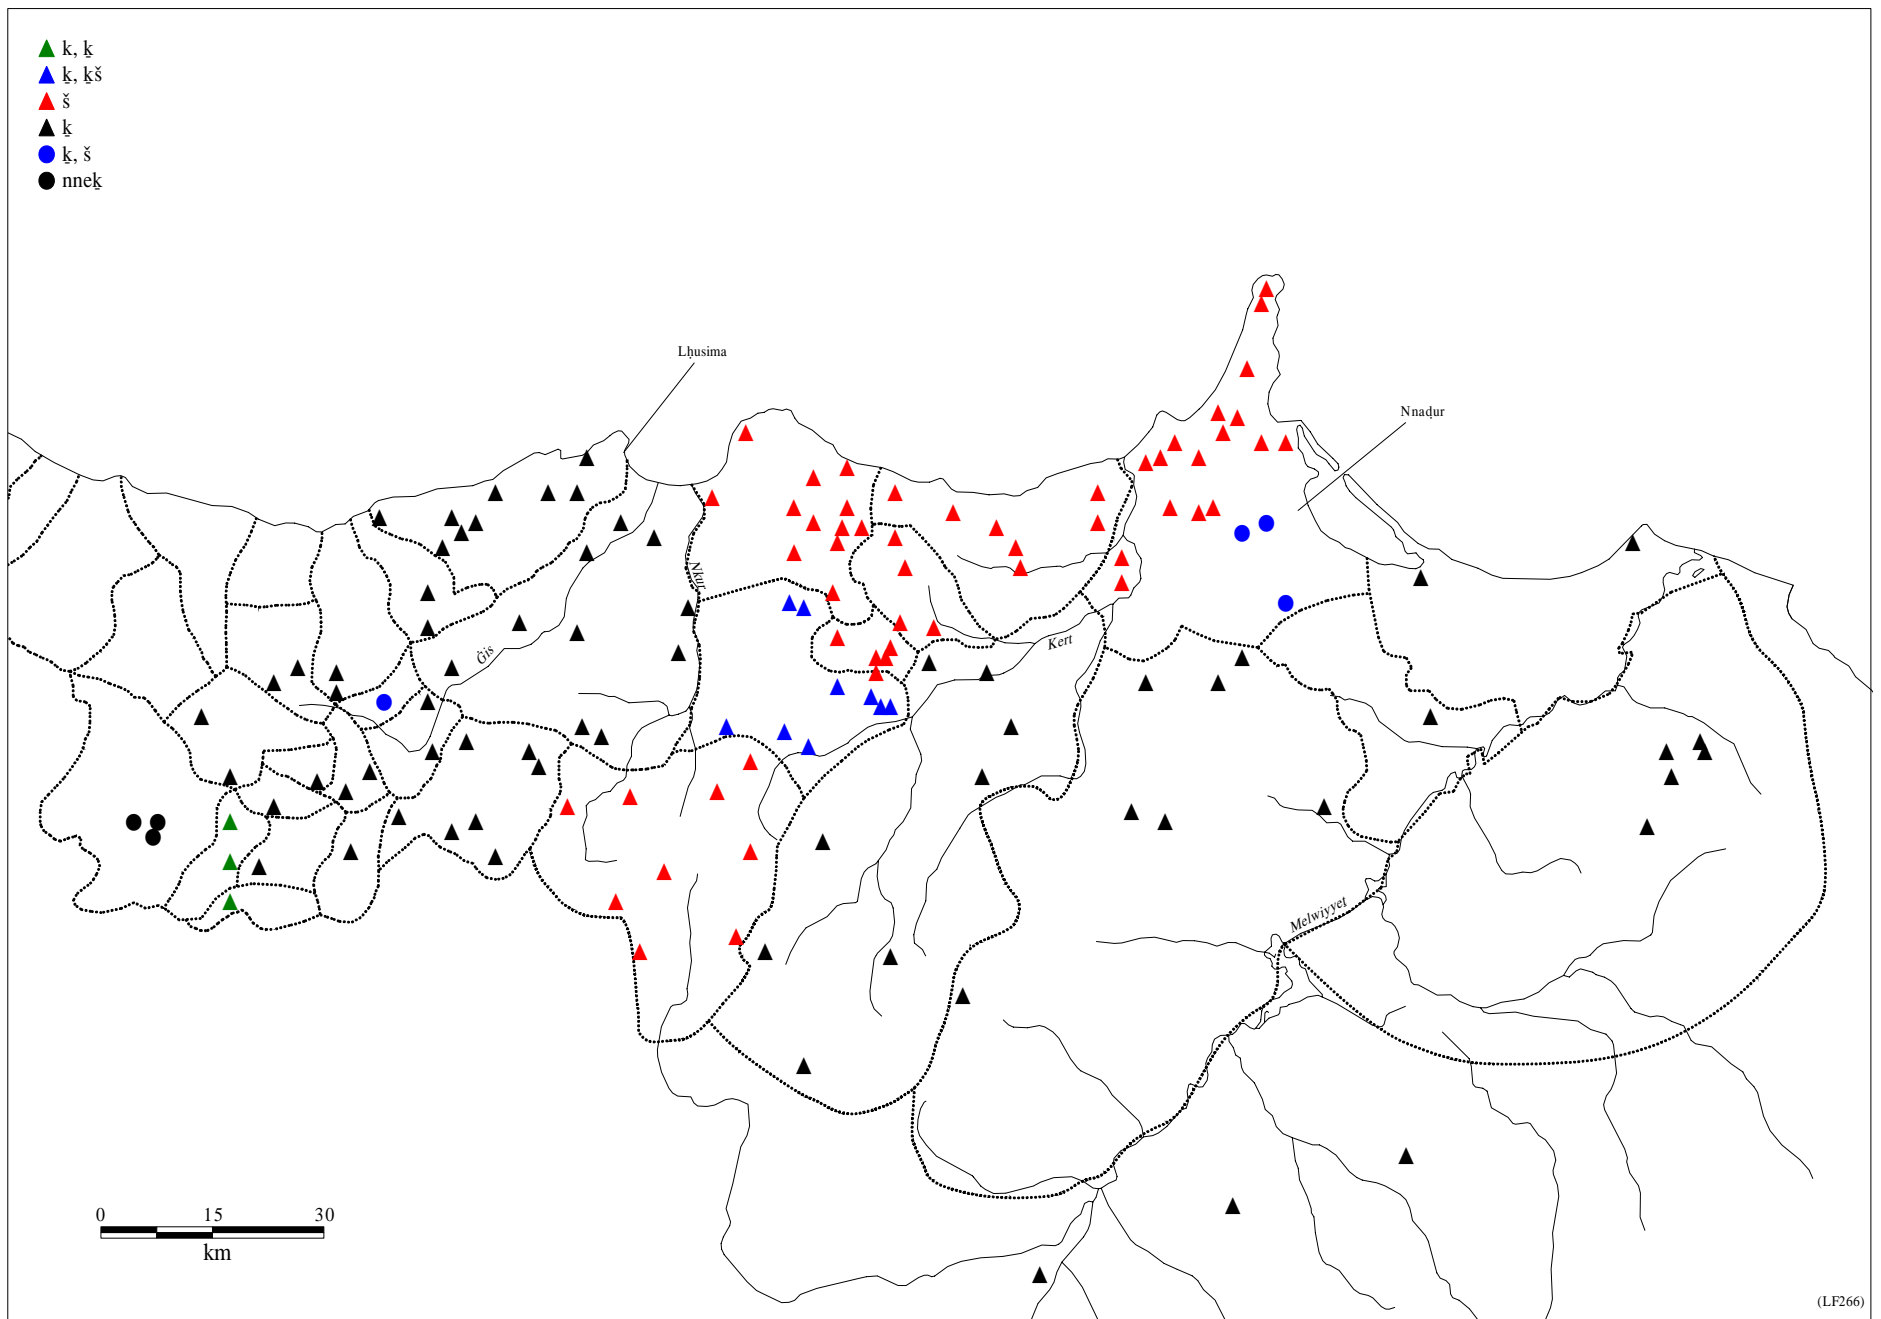 k, ḵ
ḵ, ḵš
š
ḵ
ḵ, š
nneḵ
Lḥusima
Nnaḍur
Nkur
Ġis
Kert
Melwiyyet
0 15 30
km
(LF266)